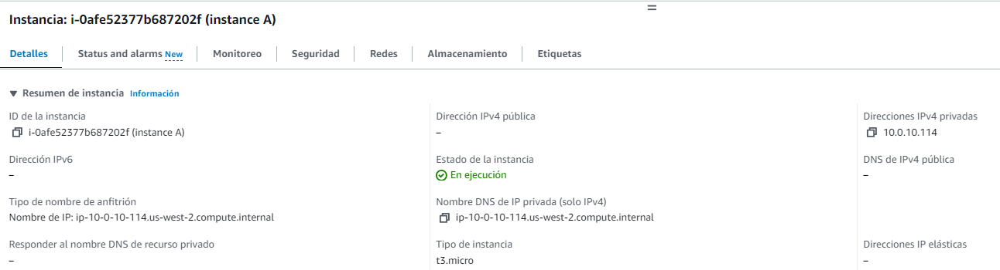 Instancia: i-0afe52377b687202f (instance A)
Detalles Status and alarms New Monitoreo Seguridad Redes Almacenamiento Etiquetas
Resumen de instancia Información
ID de la instancia
i-0afe52377b687202f (instance A)
Dirección IPv4 pública
–
Direcciones IPv4 privadas
10.0.10.114
Dirección IPv6
–
Estado de la instancia
En ejecución
DNS de IPv4 pública
–
Tipo de nombre de anfitrión
Nombre de IP: ip-10-0-10-114.us-west-2.compute.internal
Nombre DNS de IP privada (solo IPv4)
ip-10-0-10-114.us-west-2.compute.internal
Responder al nombre DNS de recurso privado
–
Tipo de instancia
t3.micro
Direcciones IP elásticas
–